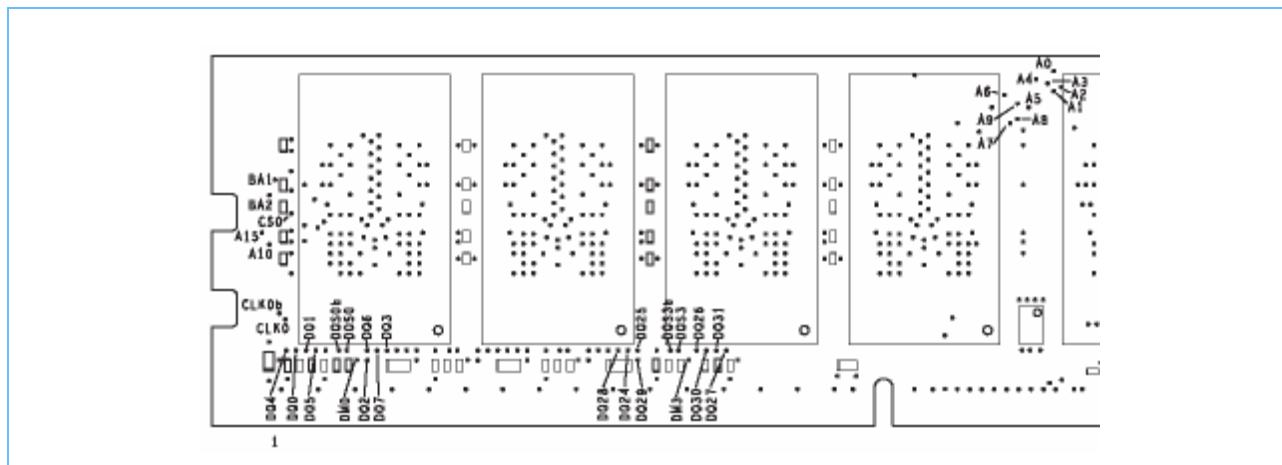 A0
A4 A3
A6 A5 A2
A9 A1
A8
A7
BA1
BA2
CS0
A15
A10
CLK0b
CLK0
DQ1 DQS0b DQS0 DQ6 DQ3 DQ25 DQS3b DQS3 DQ26 DQ31
DQ4 DQ0 DQ5 DM0 DQ2 DQ7 DQ28 DQ24 DQ29 DM3 DQ30 DQ27
1